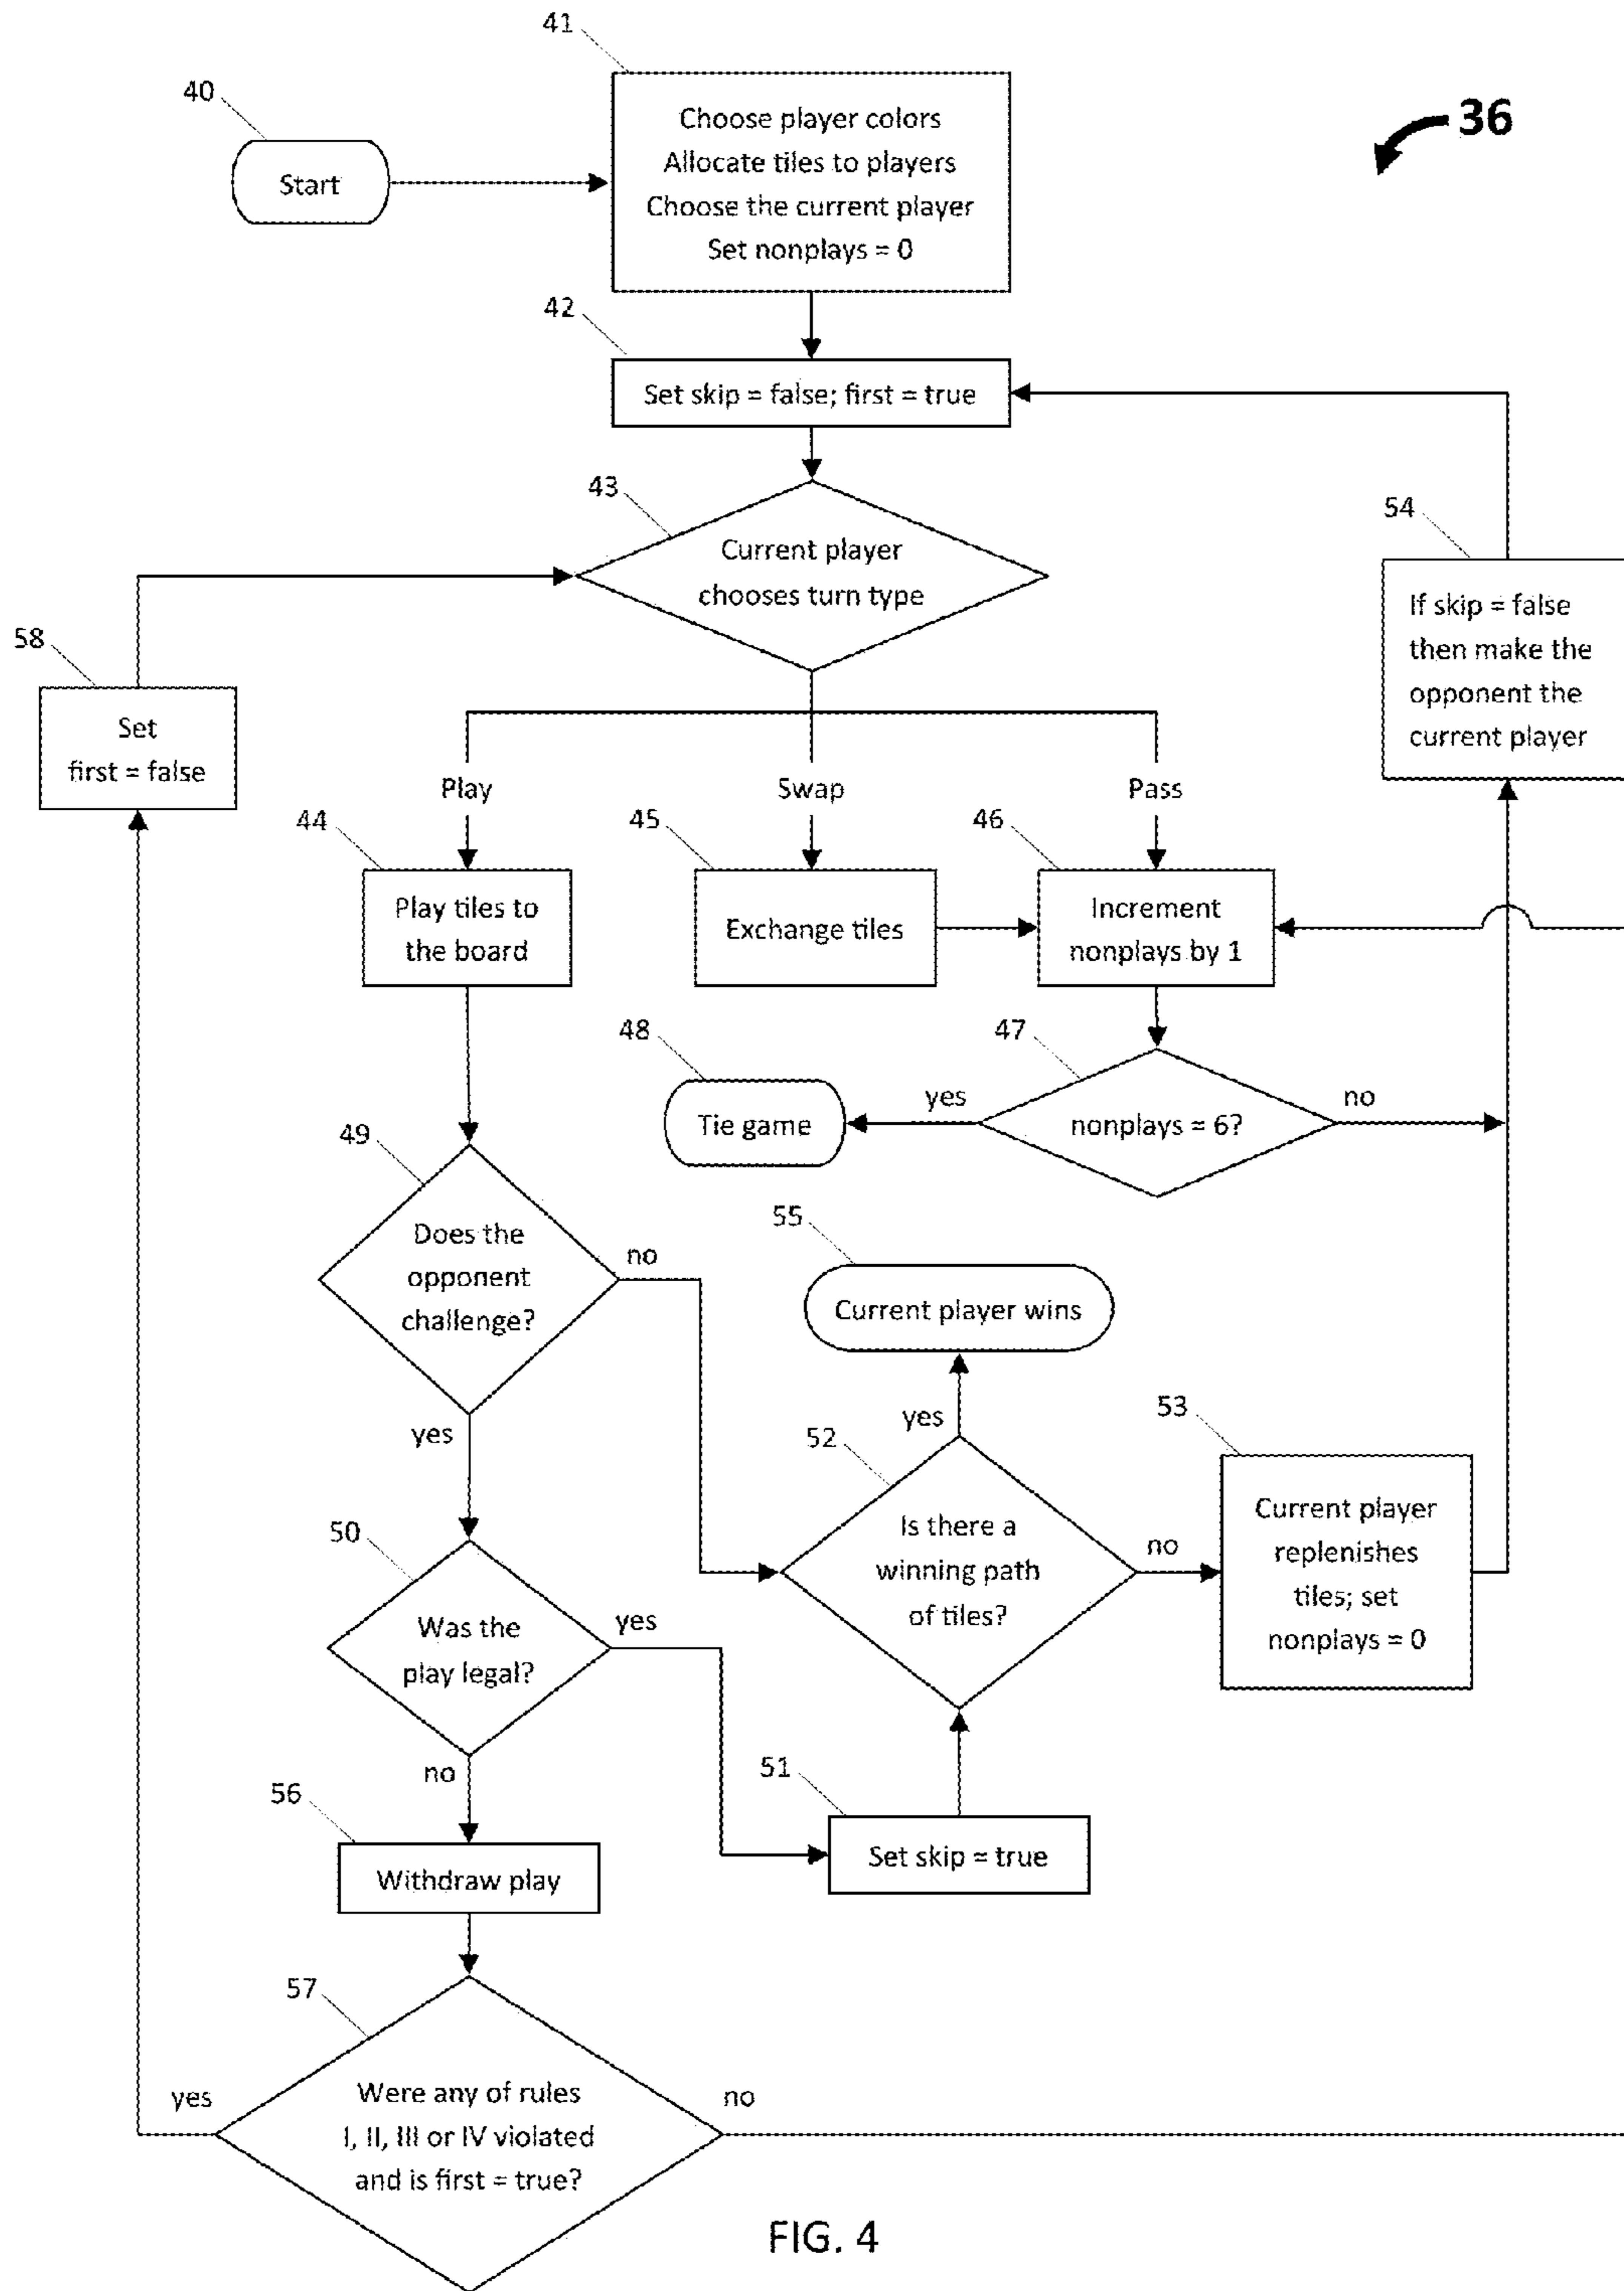 41
40
36
Choose player colors
Allocate tiles to players
Start
Choose the current player
Set nonplays = 0
42
Set skip = false; first = true
43
54
Current player
chooses turn type
If skip = false
then make the
opponent the
current player
58
Set
first = false
Play
Swap
Pass
44
45
46
Play tiles to
the board
Exchange tiles
Increment
nonplays by 1
48
47
yes
no
Tie game
nonplays = 6?
49
55
Does the
opponent
challenge?
no
Current player wins
yes
yes
52
53
50
Is there a
winning path
of tiles?
no
Current player
replenishes
tiles; set
nonplays = 0
Was the
play legal?
yes
no
51
56
Set skip = true
Withdraw play
57
yes
no
Were any of rules
I, II, III or IV violated
and is first = true?
FIG. 4